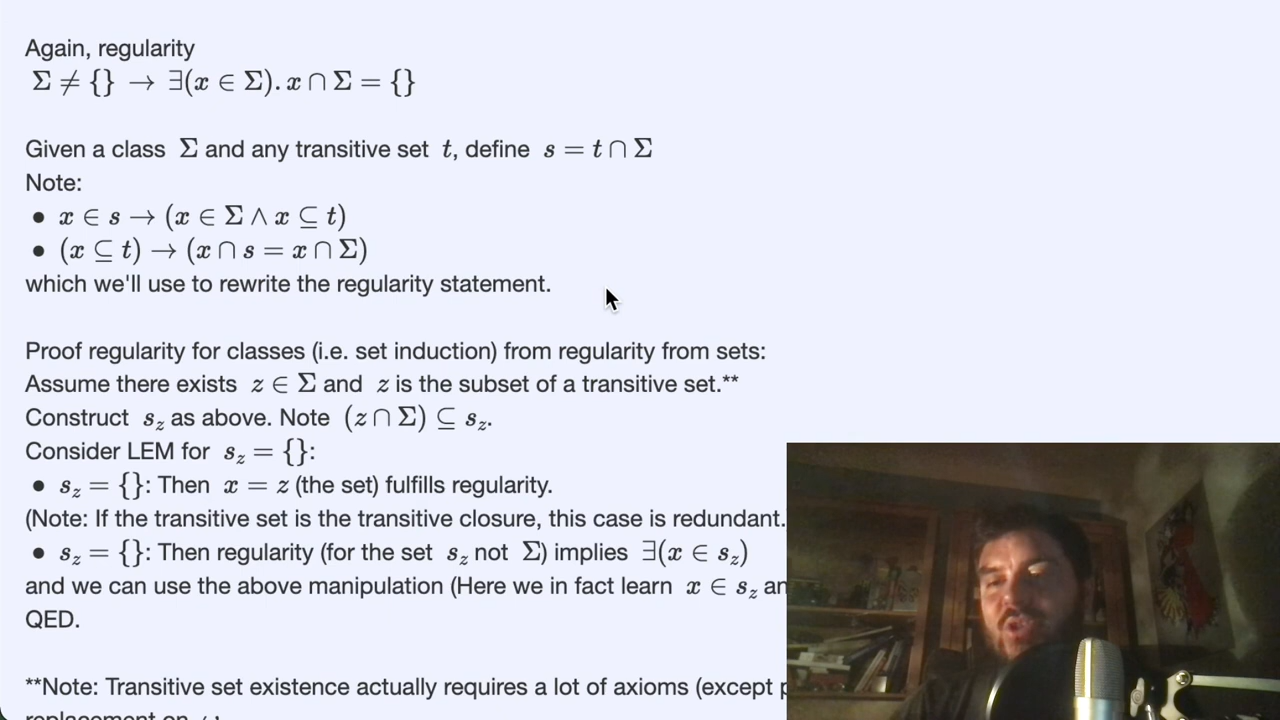 Again, regularity
Σ ≠ {} → ∃(x ∈ Σ). x ∩ Σ = {}
Given a class Σ and any transitive set t, define s = t ∩ Σ
Note:
• x ∈ s → (x ∈ Σ ∧ x ⊆ t)
• (x ⊆ t) → (x ∩ s = x ∩ Σ)
which we'll use to rewrite the regularity statement.
Proof regularity for classes (i.e. set induction) from regularity from sets:
Assume there exists z ∈ Σ and z is the subset of a transitive set.**
Construct s_z as above. Note (z ∩ Σ) ⊆ s_z.
Consider LEM for s_z = {}:
• s_z = {}: Then x = z (the set) fulfills regularity.
(Note: If the transitive set is the transitive closure, this case is redundant.
• s_z = {}: Then regularity (for the set s_z not Σ) implies ∃(x ∈ s_z)
and we can use the above manipulation (Here we in fact learn x ∈ s_z an
QED.
**Note: Transitive set existence actually requires a lot of axioms (except
replacement on